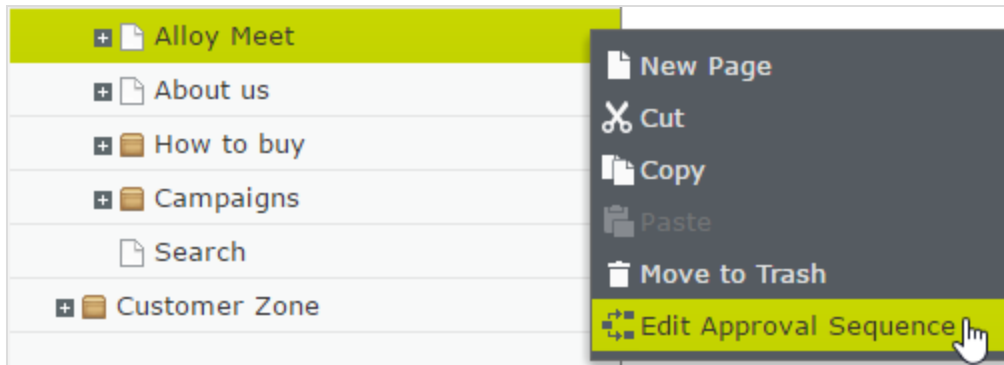 Alloy Meet
About us
How to buy
Campaigns
Search
Customer Zone
New Page
Cut
Copy
Paste
Move to Trash
Edit Approval Sequence